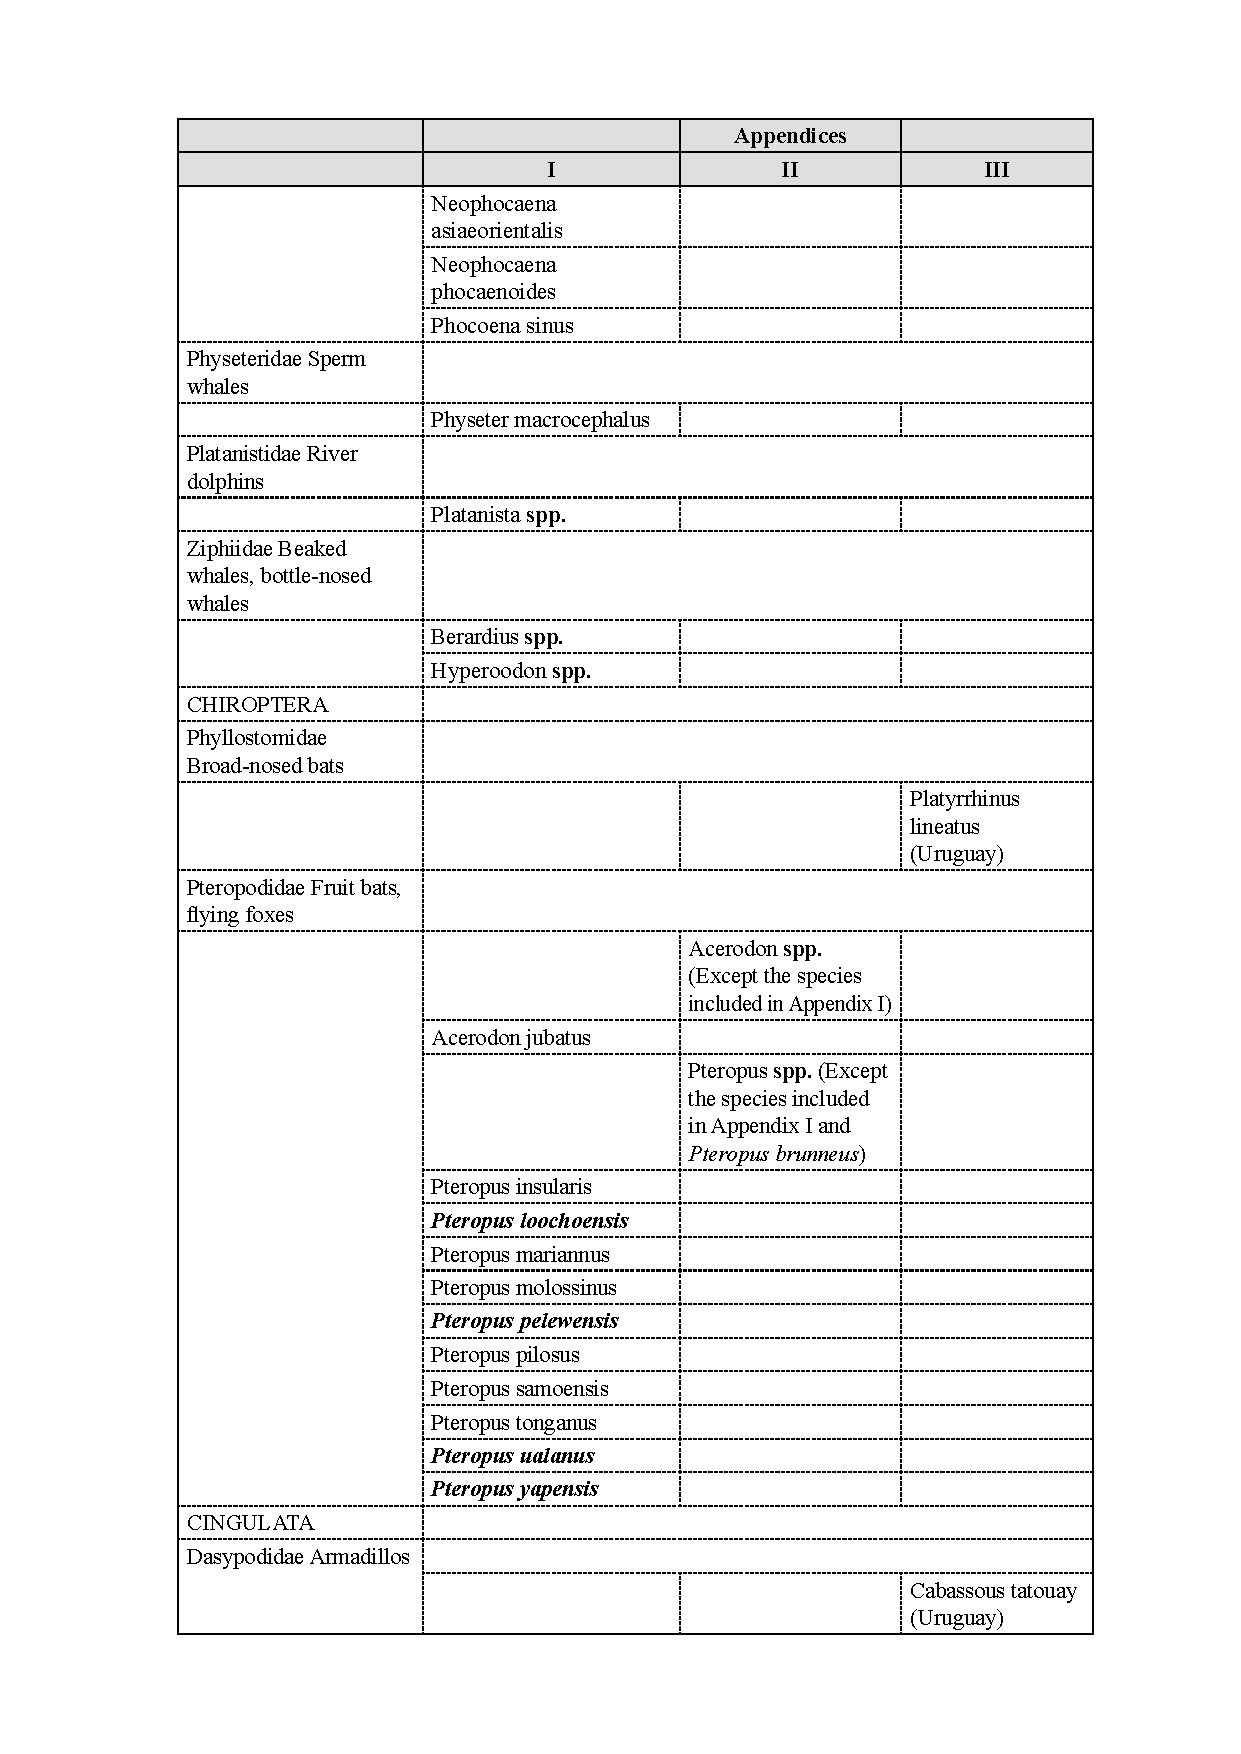 Appendices
I II III
Neophocaena
asiaeorientalis
Neophocaena
phocaenoides
Phocoena sinus
Physeteridae Sperm
whales
Physeter macrocephalus
Platanistidae River
dolphins
Platanista spp.
Ziphiidae Beaked
whales, bottle-nosed
whales
Berardius spp.
Hyperoodon spp.
CHIROPTERA
Phyllostomidae
Broad-nosed bats
Platyrrhinus
lineatus
(Uruguay)
Pteropodidae Fruit bats,
flying foxes
Acerodon spp.
(Except the species
included in Appendix I)
Acerodon jubatus
Pteropus spp. (Except
the species included
in Appendix I and
Pteropus brunneus)
Pteropus insularis
Pteropus loochoensis
Pteropus mariannus
Pteropus molossinus
Pteropus pelewensis
Pteropus pilosus
Pteropus samoensis
Pteropus tonganus
Pteropus ualanus
Pteropus yapensis
CINGULATA
Dasypodidae Armadillos
Cabassous tatouay
(Uruguay)